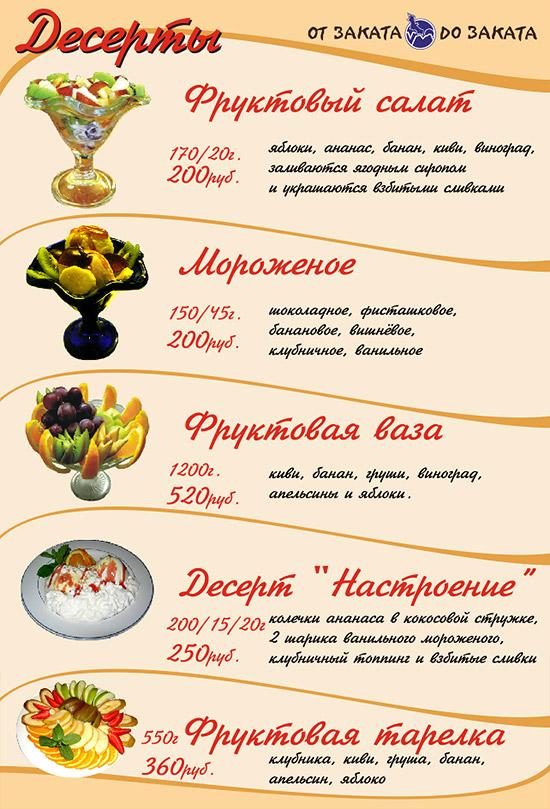 Десерты
ОТ ЗАКАТА ДО ЗАКАТА
Фруктовый салат
170/20г.
200руб.
яблоки, ананас, банан, киви, виноград,
заливаются ягодным сиропом
и украшаются взбитыми сливками
Мороженое
150/45г.
200руб.
шоколадное, фисташковое,
банановое, вишнёвое,
клубничное, ванильное
Фруктовая ваза
1200г.
520руб.
киви, банан, груши, виноград,
апельсины и яблоки.
Десерт "Настроение"
200/15/20г
250руб.
колечки ананаса в кокосовой стружке,
2 шарика ванильного мороженого,
клубничный топпинг и взбитые сливки
550г Фруктовая тарелка
360руб.
клубника, киви, груша, банан,
апельсин, яблоко